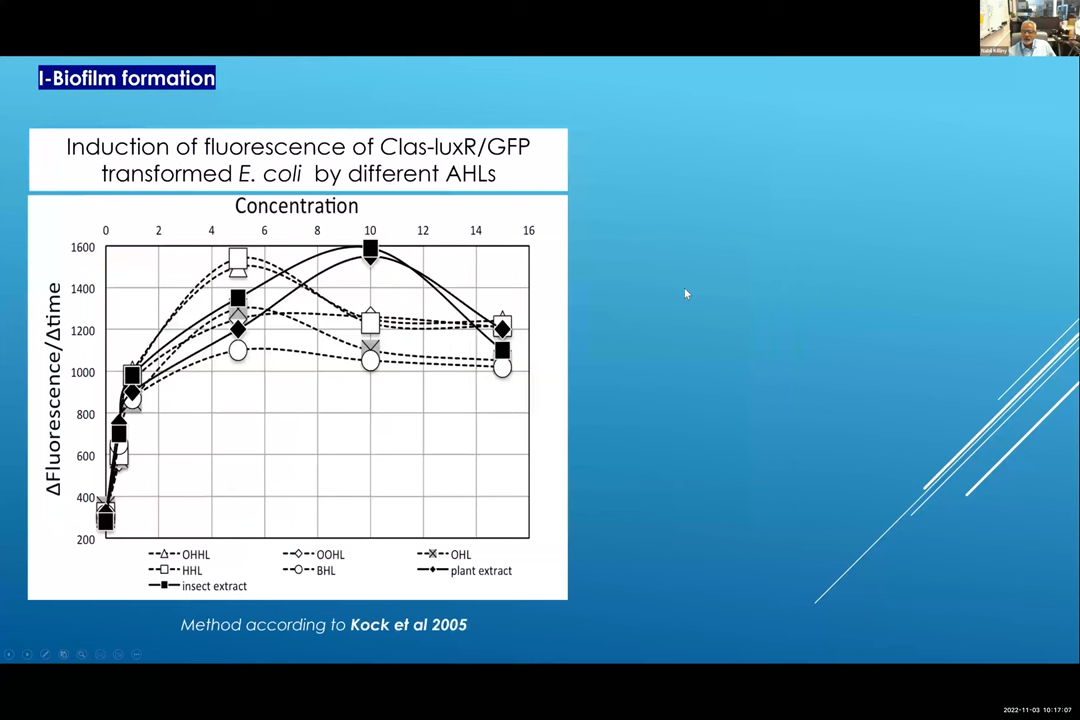 I-Biofilm formation
Induction of fluorescence of Clas-luxR/GFP
transformed E. coli by different AHLs
Concentration
0 2 4 6 8 10 12 14 16
1600
1400
1200
1000
800
600
400
200
ΔFluorescence/Δtime
OHHL OOHL OHL
HHL BHL plant extract
insect extract
Method according to Kock et al 2005
2022-11-03 10:17:07